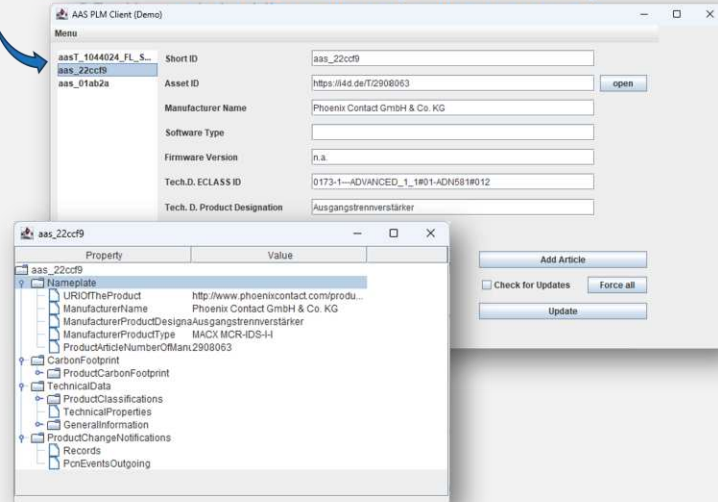 AAS PLM Client (Demo)
Menu
aasT_1044024_FL_S...
aas_22ccf9
aas_01ab2a
Short ID
aas_22ccf9
Asset ID
https://i4d.de/T/2908063
open
Manufacturer Name
Phoenix Contact GmbH & Co. KG
Software Type
Firmware Version
n.a.
Tech.D. ECLASS ID
0173-1---ADVANCED_1_1#01-ADN581#012
Tech. D. Product Designation
Ausgangstrennverstärker
Add Article
Check for Updates
Force all
Update
aas_22ccf9
Property Value
aas_22ccf9
Nameplate
URIOfTheProduct http://www.phoenixcontact.com/produ...
ManufacturerName Phoenix Contact GmbH & Co. KG
ManufacturerProductDesigna Ausgangstrennverstärker
ManufacturerProductType MACX MCR-IDS-I-I
ProductArticleNumberOfManu 2908063
CarbonFootprint
ProductCarbonFootprint
TechnicalData
ProductClassifications
TechnicalProperties
GeneralInformation
ProductChangeNotifications
Records
PcnEventsOutgoing